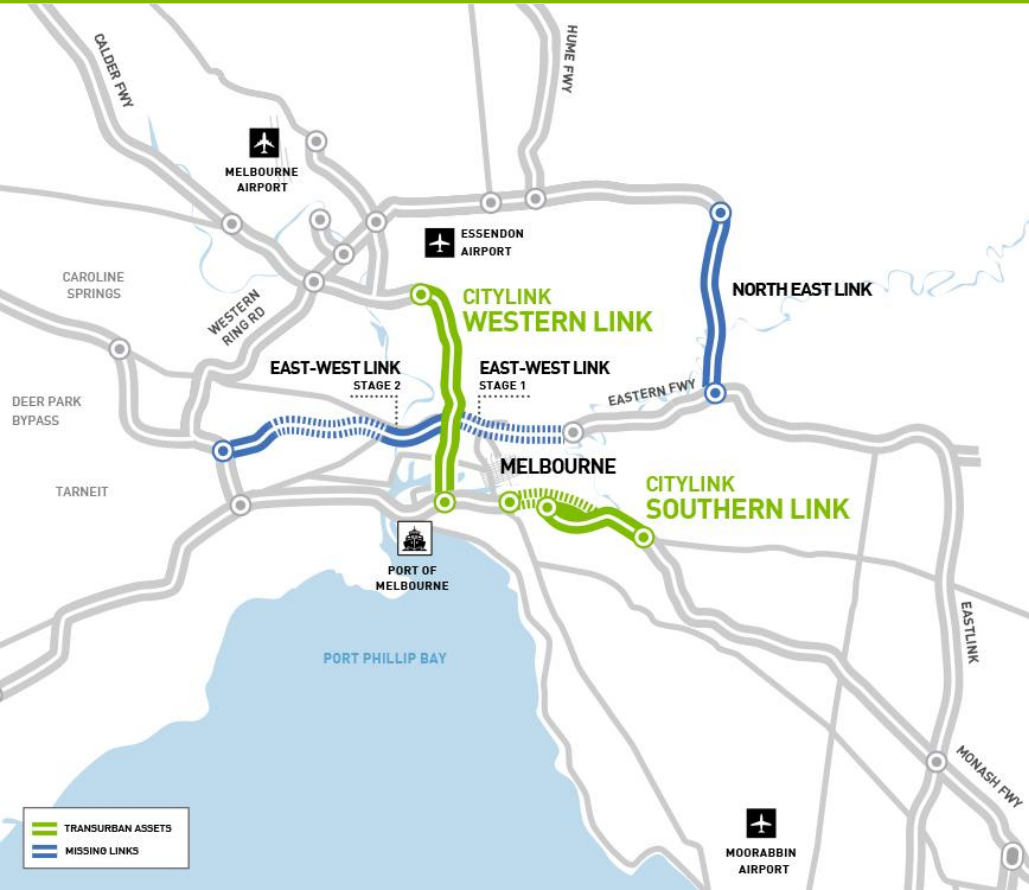 CALDER FWY
HUME FWY
MELBOURNE
AIRPORT
ESSENDON
AIRPORT
CAROLINE
SPRINGS
WESTERN
RING RD
CITYLINK
WESTERN LINK
NORTH EAST LINK
EAST-WEST LINK
STAGE 2
EAST-WEST LINK
STAGE 1
EASTERN FWY
DEER PARK
BYPASS
MELBOURNE
TARNEIT
CITYLINK
SOUTHERN LINK
PORT OF
MELBOURNE
PORT PHILLIP BAY
EASTLINK
MONASH FWY
TRANSURBAN ASSETS
MISSING LINKS
MOORABBIN
AIRPORT